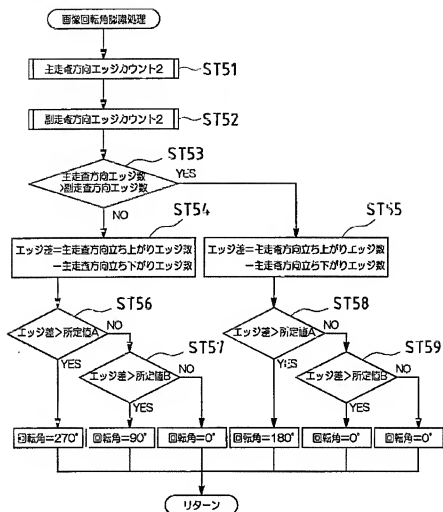 画像回転角認識処理
主走査方向エッジカウント2
ST51
副走査方向エッジカウント2
ST52
ST53
主走査方向エッジ数
>副走査方向エッジ数
YES
NO
ST54
ST55
エッジ差=主走査方向立ち上がりエッジ数
−主走査方向立ち下がりエッジ数
エッジ差=主走査方向立ち上がりエッジ数
−主走査方向立ち下がりエッジ数
ST56
ST58
エッジ差>所定値A
NO
エッジ差>所定値A
NO
YES
ST57
YES
ST59
エッジ差>所定値B
NO
エッジ差>所定値B
NO
YES
YES
回転角=270°
回転角=90°
回転角=0°
回転角=180°
回転角=0°
回転角=0°
リターン